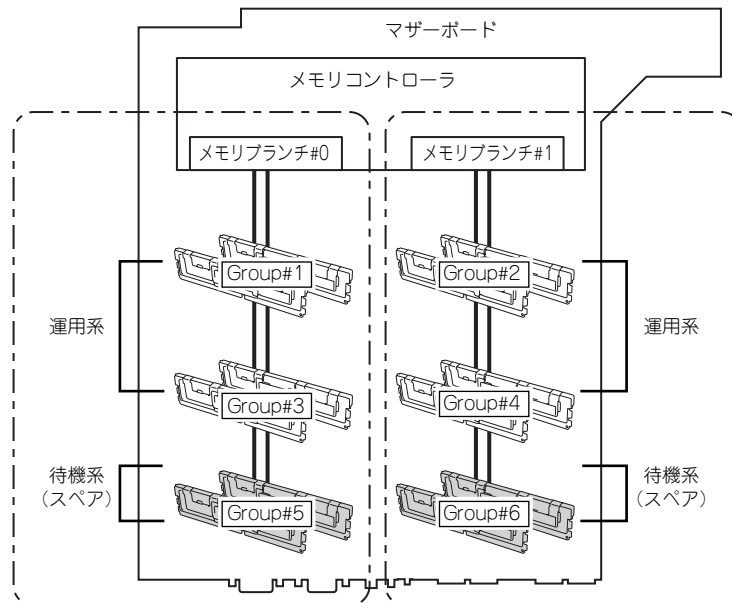 マザーボード
メモリコントローラ
メモリブランチ#0
メモリブランチ#1
Group#1
Group#2
運用系
運用系
Group#3
Group#4
待機系
(スペア)
待機系
(スペア)
Group#5
Group#6